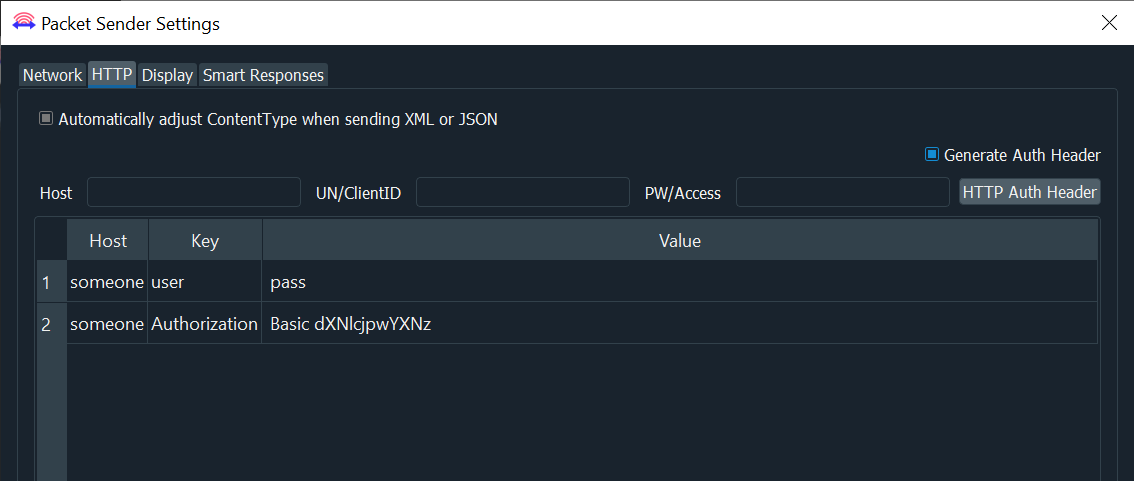 Packet Sender Settings
Network HTTP Display Smart Responses
Automatically adjust ContentType when sending XML or JSON
Generate Auth Header
Host UN/ClientID PW/Access HTTP Auth Header
Host Key Value
1 someone user pass
2 someone Authorization Basic dXNlcjpwYXNz